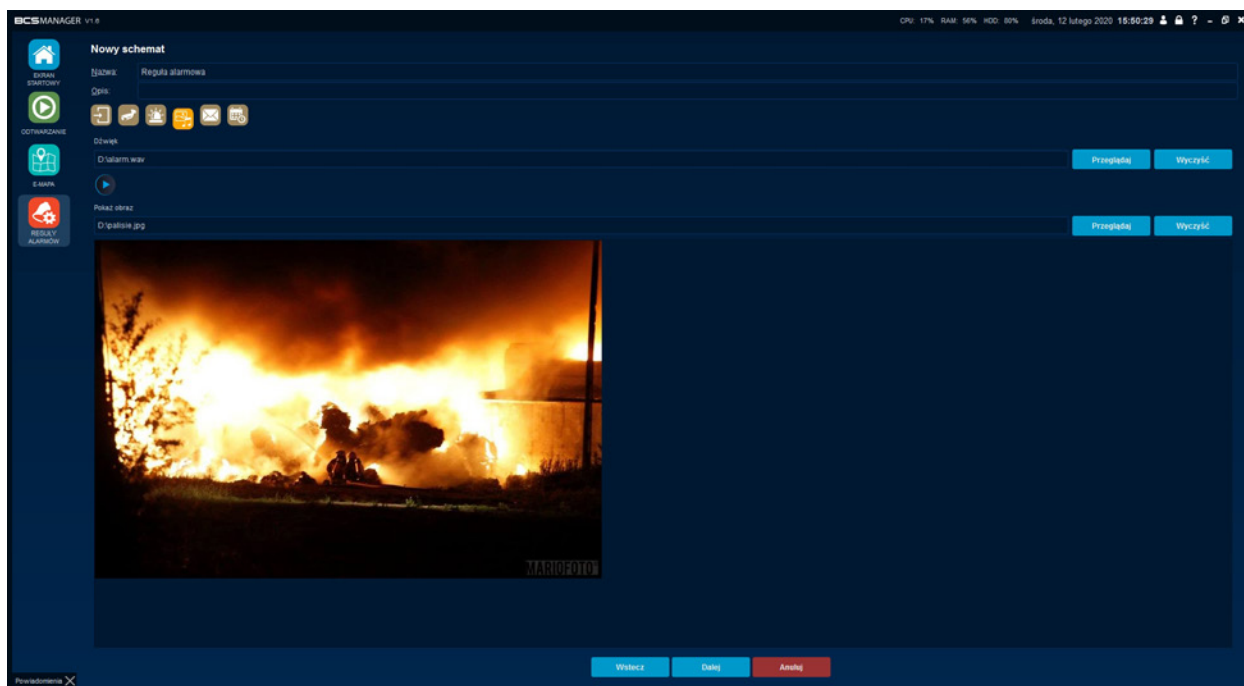 BCSMANAGER V1.8
CPU: 17% RAM: 56% HDD: 80% środa, 12 lutego 2020 15:50:29
EKRAN
STARTOWY
ODTWARZANIE
E-MAPA
REGUŁY
ALARMÓW
Nowy schemat
Nazwa: Reguła alarmowa
Opis:
Dźwięk
D:\alarm.wav
Przeglądaj Wyczyść
Pokaż obraz
D:\palisie.jpg
Przeglądaj Wyczyść
MARIOFOTO
Wstecz Dalej Anuluj
Powiadomienia